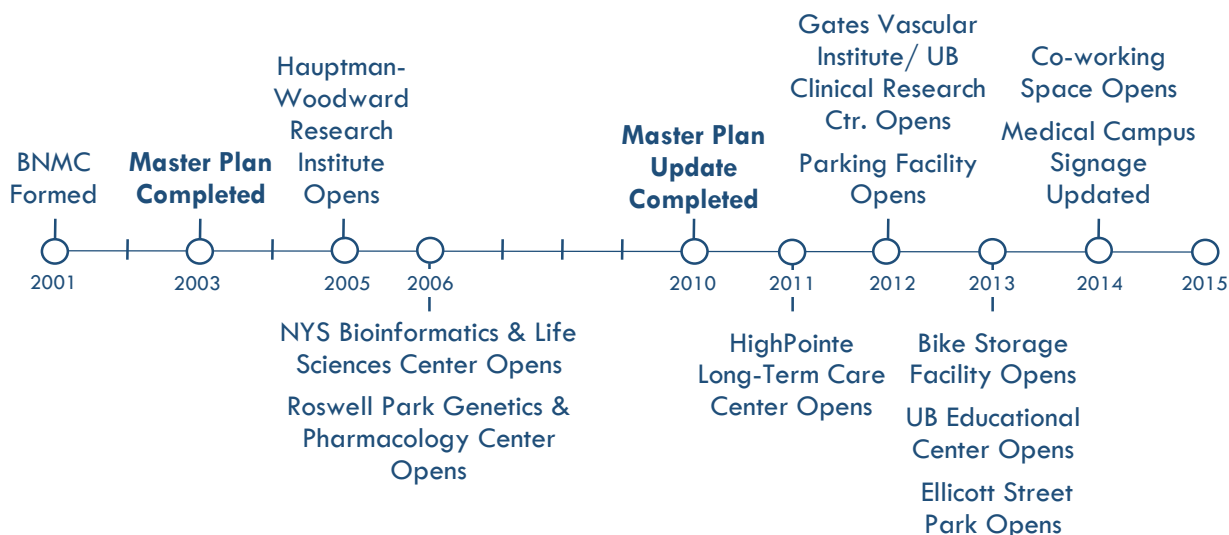 BNMC
Formed
Master Plan
Completed
Hauptman-
Woodward
Research
Institute
Opens
Master Plan
Update
Completed
Gates Vascular
Institute/ UB
Clinical Research
Ctr. Opens
Parking Facility
Opens
Co-working
Space Opens
Medical Campus
Signage
Updated
2001
2003
2005
2006
2010
2011
2012
2013
2014
2015
NYS Bioinformatics & Life
Sciences Center Opens
Roswell Park Genetics &
Pharmacology Center
Opens
HighPointe
Long-Term Care
Center Opens
Bike Storage
Facility Opens
UB Educational
Center Opens
Ellicott Street
Park Opens